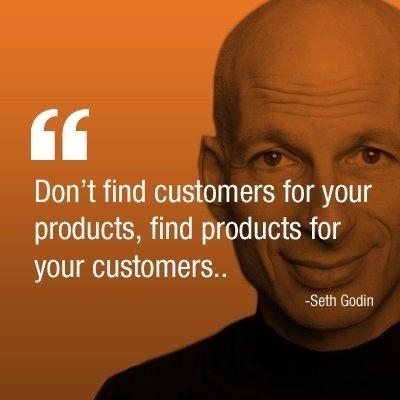 “
Don’t find customers for your
products, find products for
your customers..
-Seth Godin